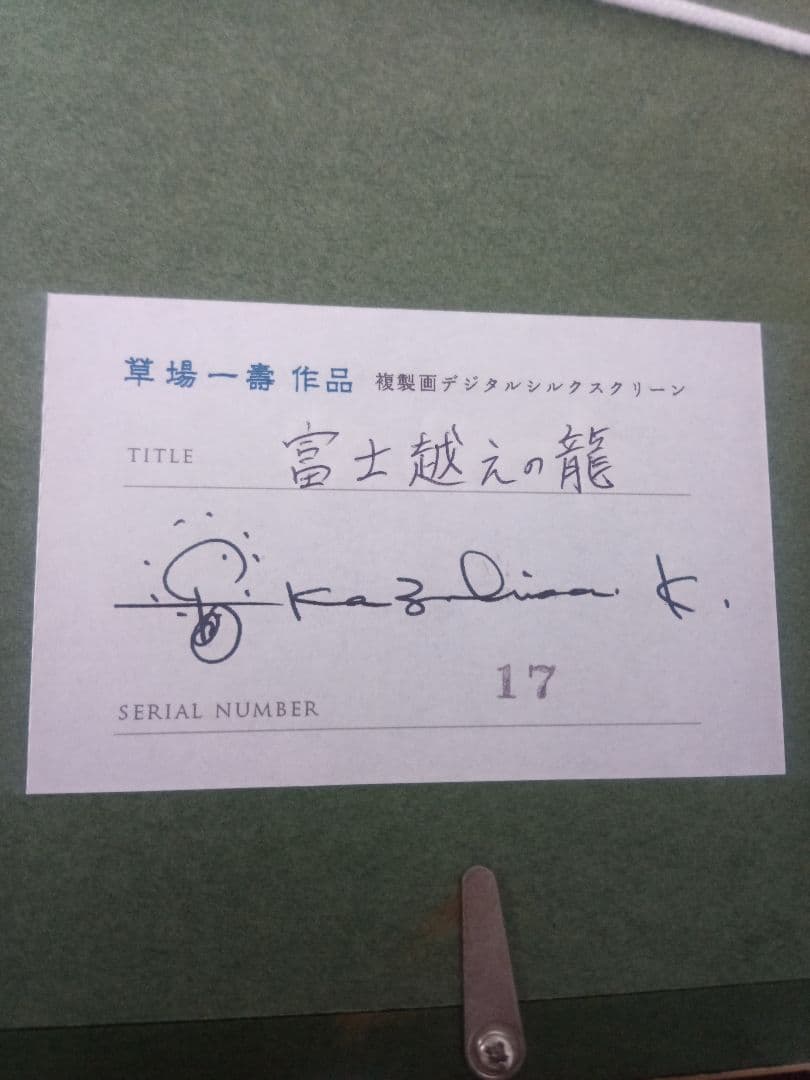 草場一壽 作品 複製画デジタルシルクスクリーン
TITLE 富士越えの龍
Kazuhisa. K.
17
SERIAL NUMBER